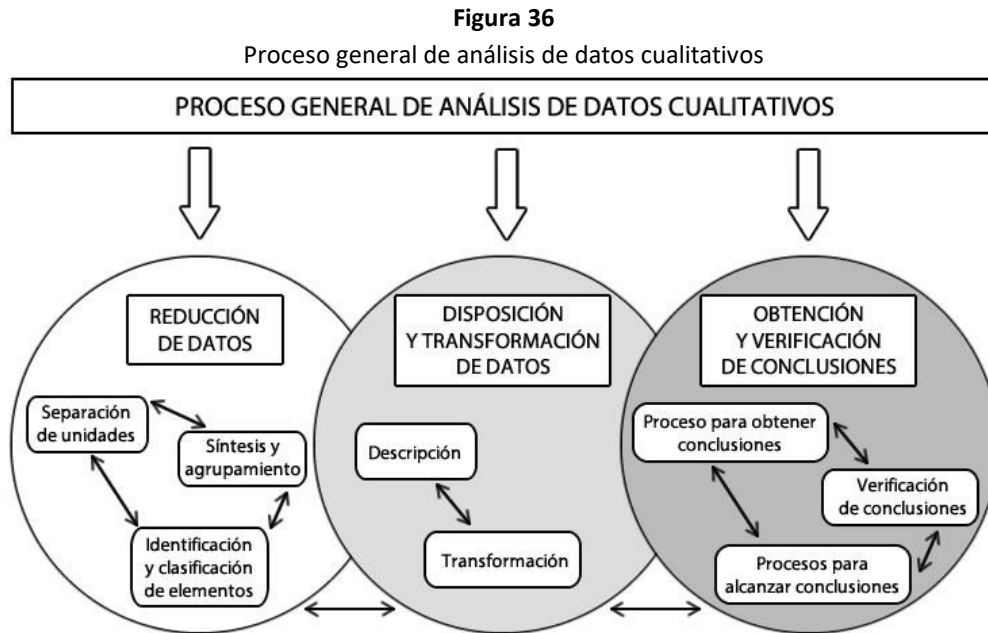 Figura 36
Proceso general de análisis de datos cualitativos
PROCESO GENERAL DE ANÁLISIS DE DATOS CUALITATIVOS
REDUCCIÓN
DE DATOS
Separación
de unidades
Síntesis y
agrupamiento
Identificación
y clasificación
de elementos
DISPOSICIÓN
Y TRANSFORMACIÓN
DE DATOS
Descripción
Transformación
OBTENCIÓN
Y VERIFICACIÓN
DE CONCLUSIONES
Proceso para obtener
conclusiones
Verificación
de conclusiones
Procesos para
alcanzar conclusiones